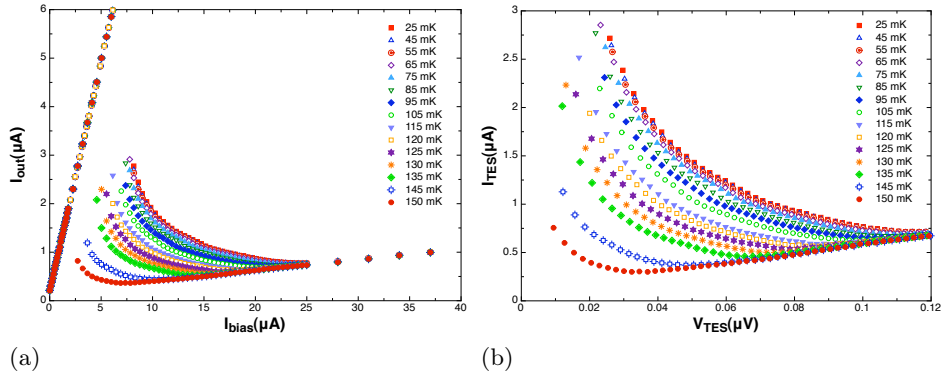 6
5
4
3
2
1
0
0
5
10
15
20
25
30
35
40
I_out(μA)
I_bias(μA)
25 mK
45 mK
55 mK
65 mK
75 mK
85 mK
95 mK
105 mK
115 mK
120 mK
125 mK
130 mK
135 mK
145 mK
150 mK
(a)
3
2.5
2
1.5
1
0.5
0
0
0.02
0.04
0.06
0.08
0.1
0.12
I_TES(μA)
V_TES(μV)
25 mK
45 mK
55 mK
65 mK
75 mK
85 mK
95 mK
105 mK
115 mK
120 mK
125 mK
130 mK
135 mK
145 mK
150 mK
(b)